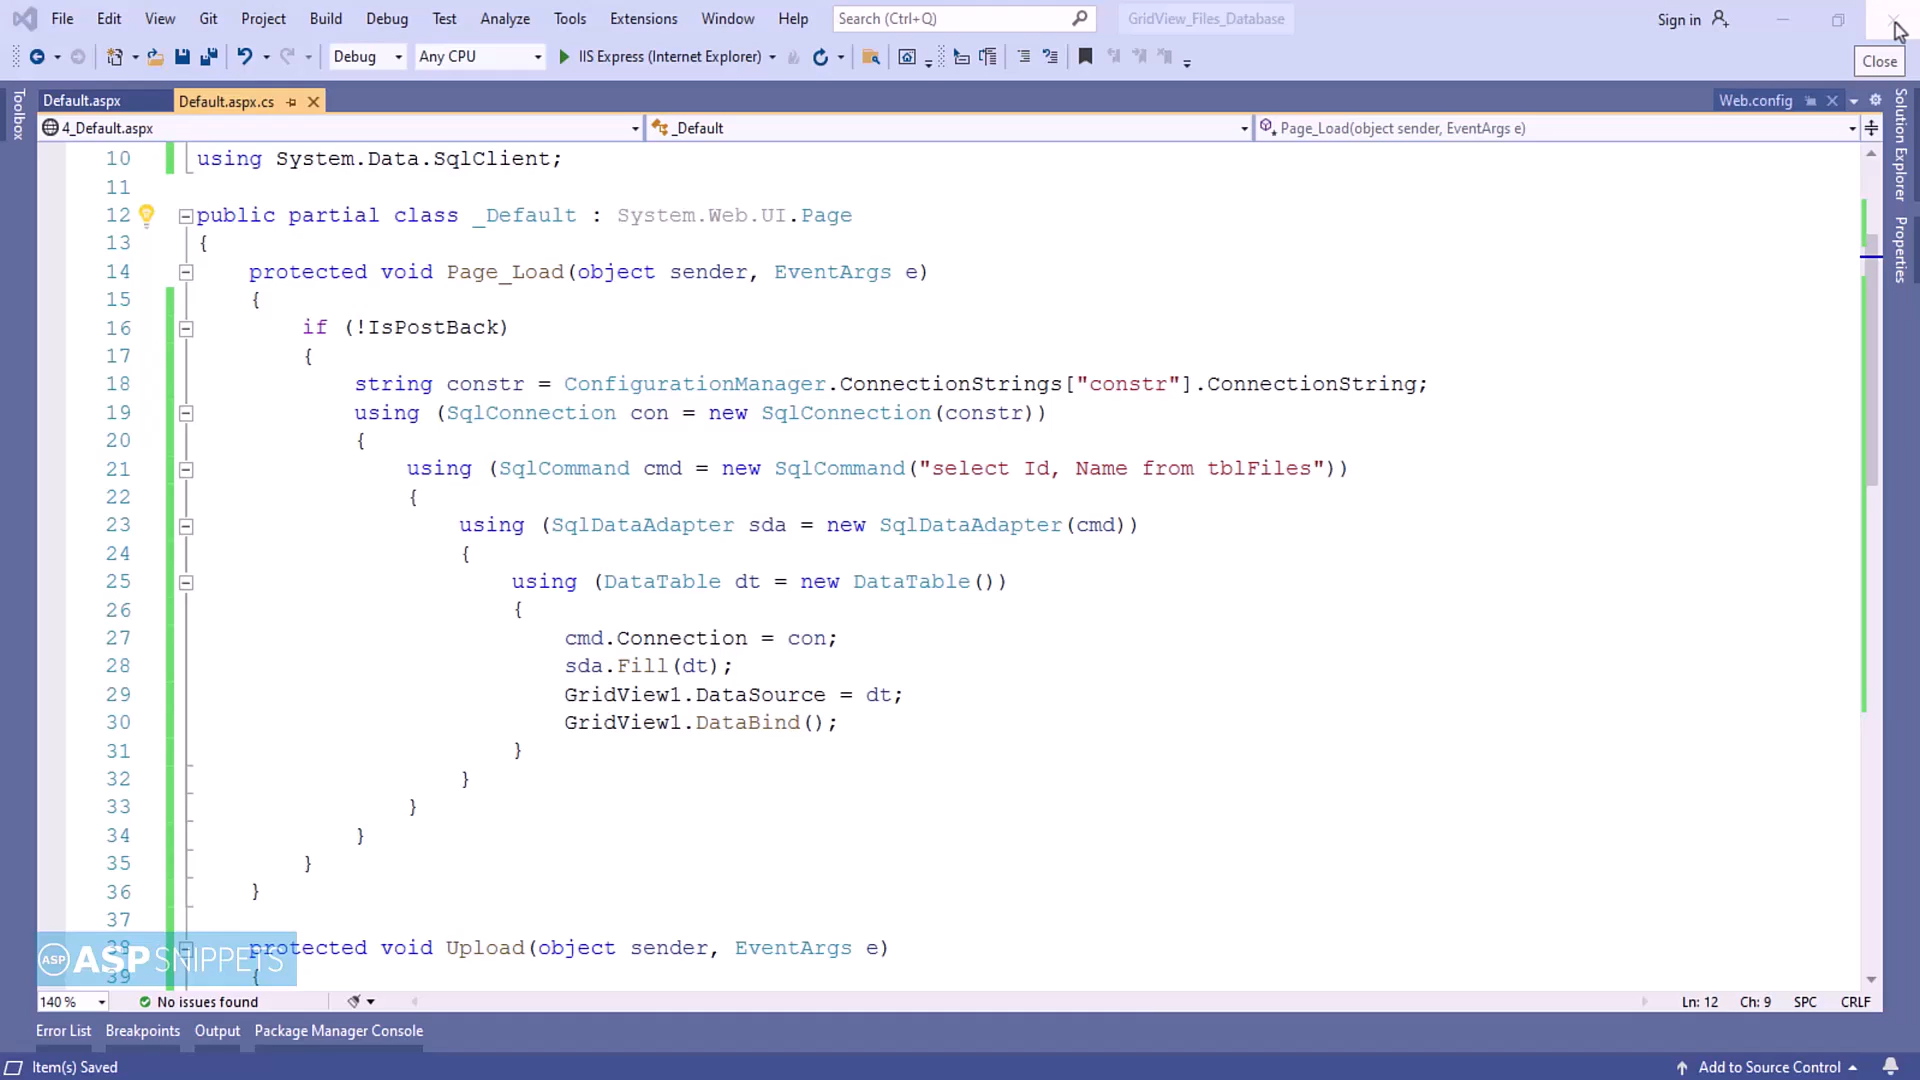 File Edit View Git Project Build Debug Test Analyze Tools Extensions Window Help Search (Ctrl+Q) GridView_Files_Database Sign in
Debug Any CPU IIS Express (Internet Explorer) Close
Default.aspx Default.aspx.cs Web.config
4_Default.aspx _Default Page_Load(object sender, EventArgs e)
10 using System.Data.SqlClient;
11
12 public partial class _Default : System.Web.UI.Page
13 {
14 protected void Page_Load(object sender, EventArgs e)
15 {
16 if (!IsPostBack)
17 {
18 string constr = ConfigurationManager.ConnectionStrings["constr"].ConnectionString;
19 using (SqlConnection con = new SqlConnection(constr))
20 {
21 using (SqlCommand cmd = new SqlCommand("select Id, Name from tblFiles"))
22 {
23 using (SqlDataAdapter sda = new SqlDataAdapter(cmd))
24 {
25 using (DataTable dt = new DataTable())
26 {
27 cmd.Connection = con;
28 sda.Fill(dt);
29 GridView1.DataSource = dt;
30 GridView1.DataBind();
31 }
32 }
33 }
34 }
35 }
36 }
37
38 protected void Upload(object sender, EventArgs e)
39 {
ASP ASPSNIPPETS
Toolbox
Solution Explorer
Properties
140 % No issues found Ln: 12 Ch: 9 SPC CRLF
Error List Breakpoints Output Package Manager Console
Item(s) Saved Add to Source Control